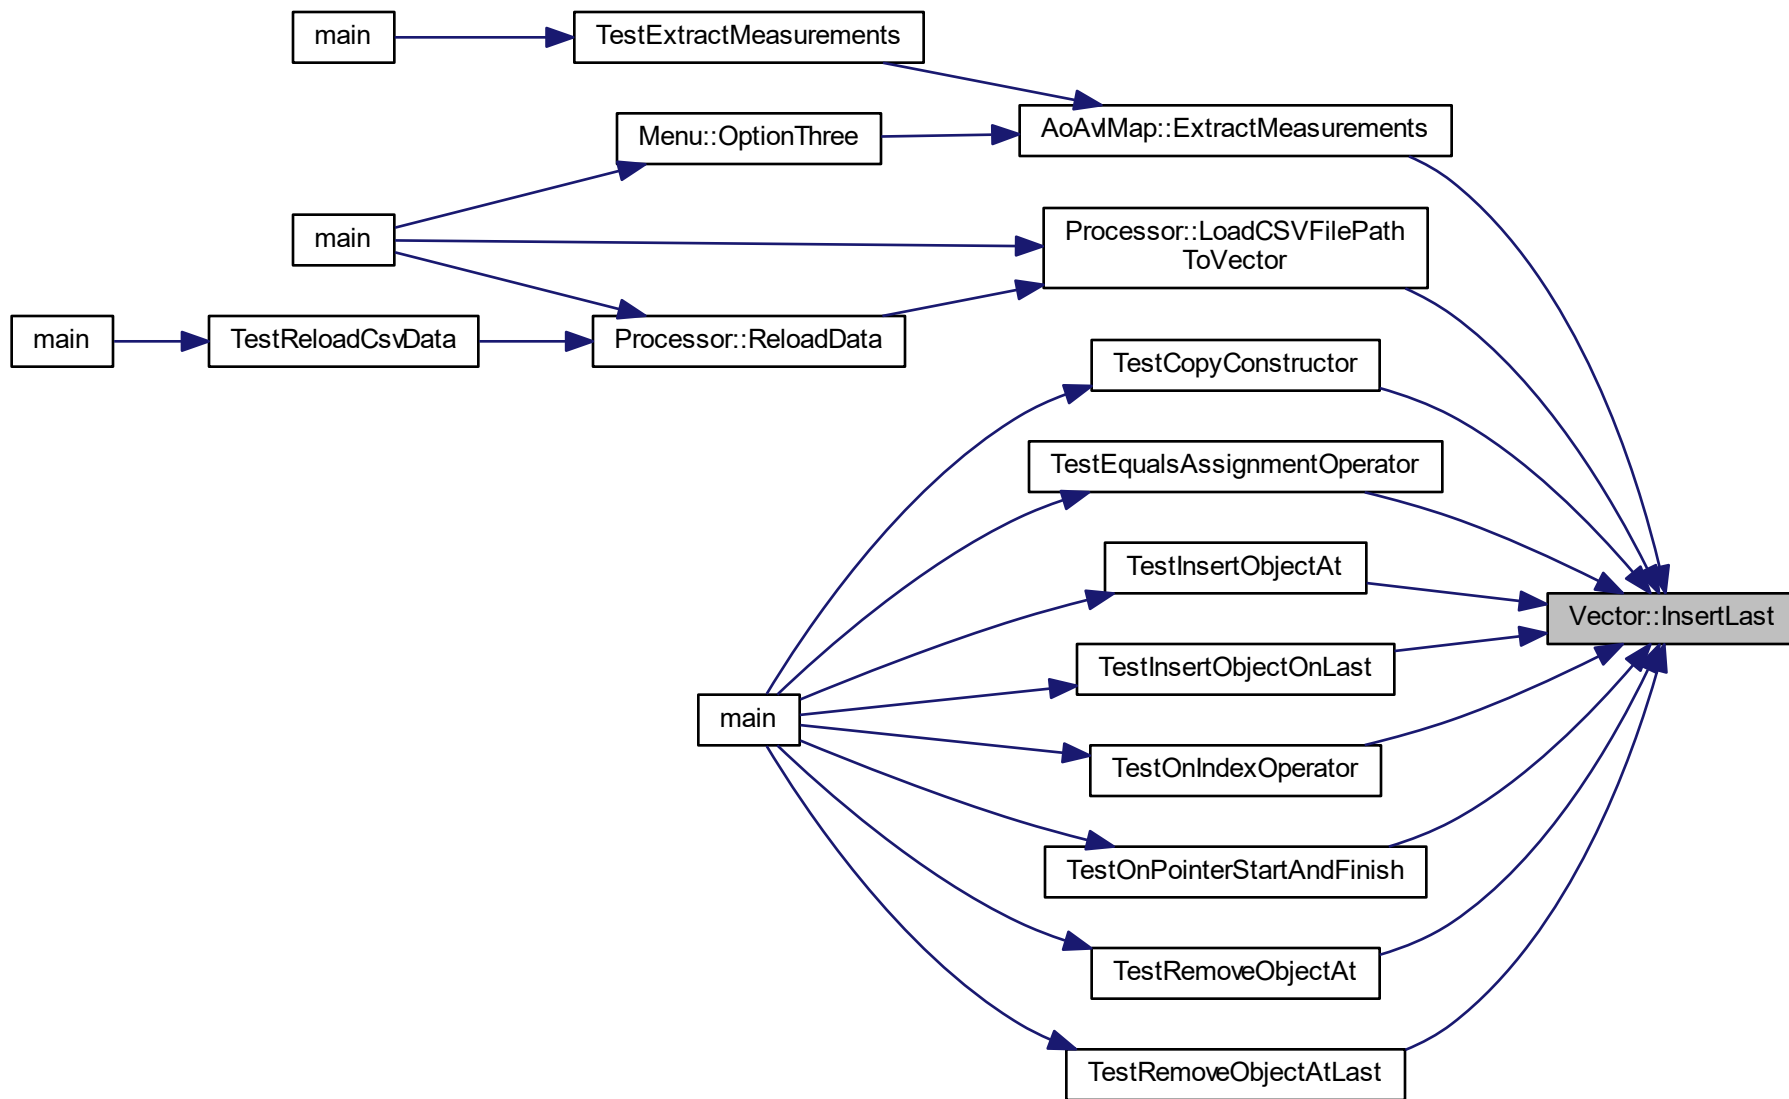 main
TestExtractMeasurements
AoAvlMap::ExtractMeasurements
Menu::OptionThree
main
Processor::LoadCSVFilePath
ToVector
main
TestReloadCsvData
Processor::ReloadData
TestCopyConstructor
TestEqualsAssignmentOperator
TestInsertObjectAt
Vector::InsertLast
TestInsertObjectOnLast
main
TestOnIndexOperator
TestOnPointerStartAndFinish
TestRemoveObjectAt
TestRemoveObjectAtLast